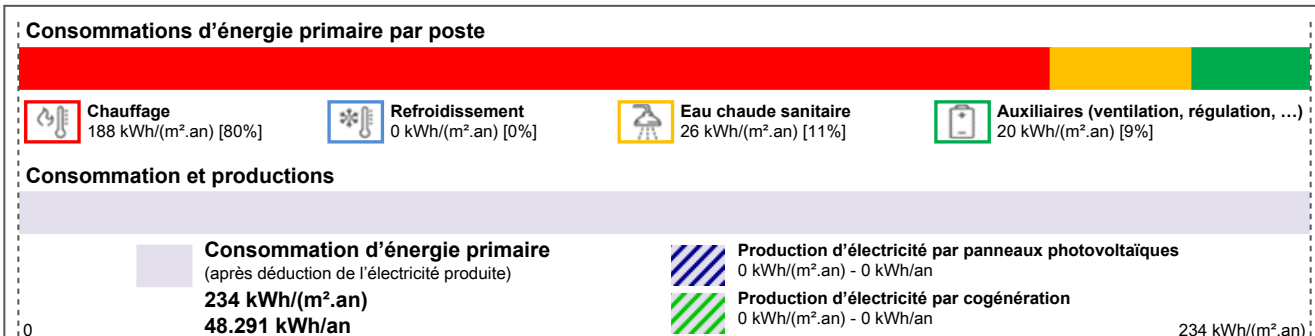 Consommations d'énergie primaire par poste
Chauffage
188 kWh/(m².an) [80%]
Refroidissement
0 kWh/(m².an) [0%]
Eau chaude sanitaire
26 kWh/(m².an) [11%]
Auxiliaires (ventilation, régulation, …)
20 kWh/(m².an) [9%]
Consommation et productions
Consommation d'énergie primaire
(après déduction de l'électricité produite)
234 kWh/(m².an)
48.291 kWh/an
Production d'électricité par panneaux photovoltaïques
0 kWh/(m².an) - 0 kWh/an
Production d'électricité par cogénération
0 kWh/(m².an) - 0 kWh/an
0
234 kWh/(m².an)